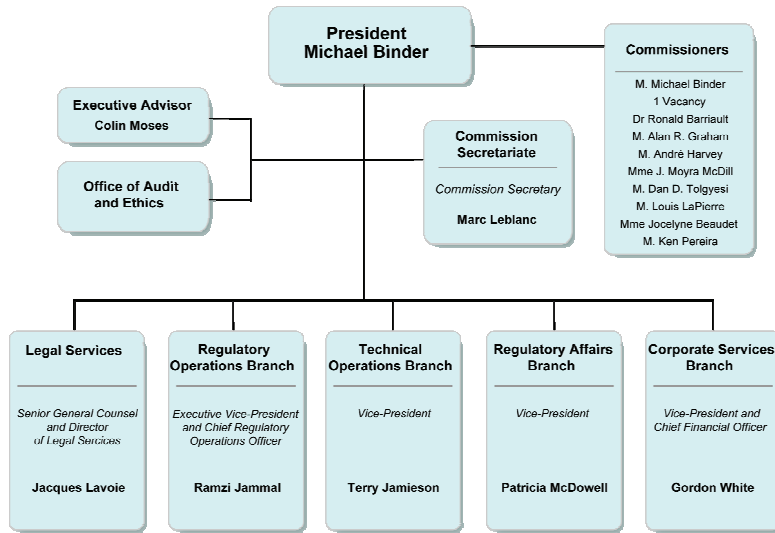 President
Michael Binder
Commissioners
M. Michael Binder
1 Vacancy
Dr Ronald Barriault
M. Alan R. Graham
M. André Harvey
Mme J. Moyra McDill
M. Dan D. Tolgyesi
M. Louis LaPierre
Mme Jocelyne Beaudet
M. Ken Pereira
Executive Advisor
Colin Moses
Office of Audit
and Ethics
Commission
Secretariate
Commission Secretary
Marc Leblanc
Legal Services
Senior General Counsel
and Director
of Legal Sercices
Jacques Lavoie
Regulatory
Operations Branch
Executive Vice-President
and Chief Regulatory
Operations Officer
Ramzi Jammal
Technical
Operations Branch
Vice-President
Terry Jamieson
Regulatory Affairs
Branch
Vice-President
Patricia McDowell
Corporate Services
Branch
Vice-President and
Chief Financial Officer
Gordon White